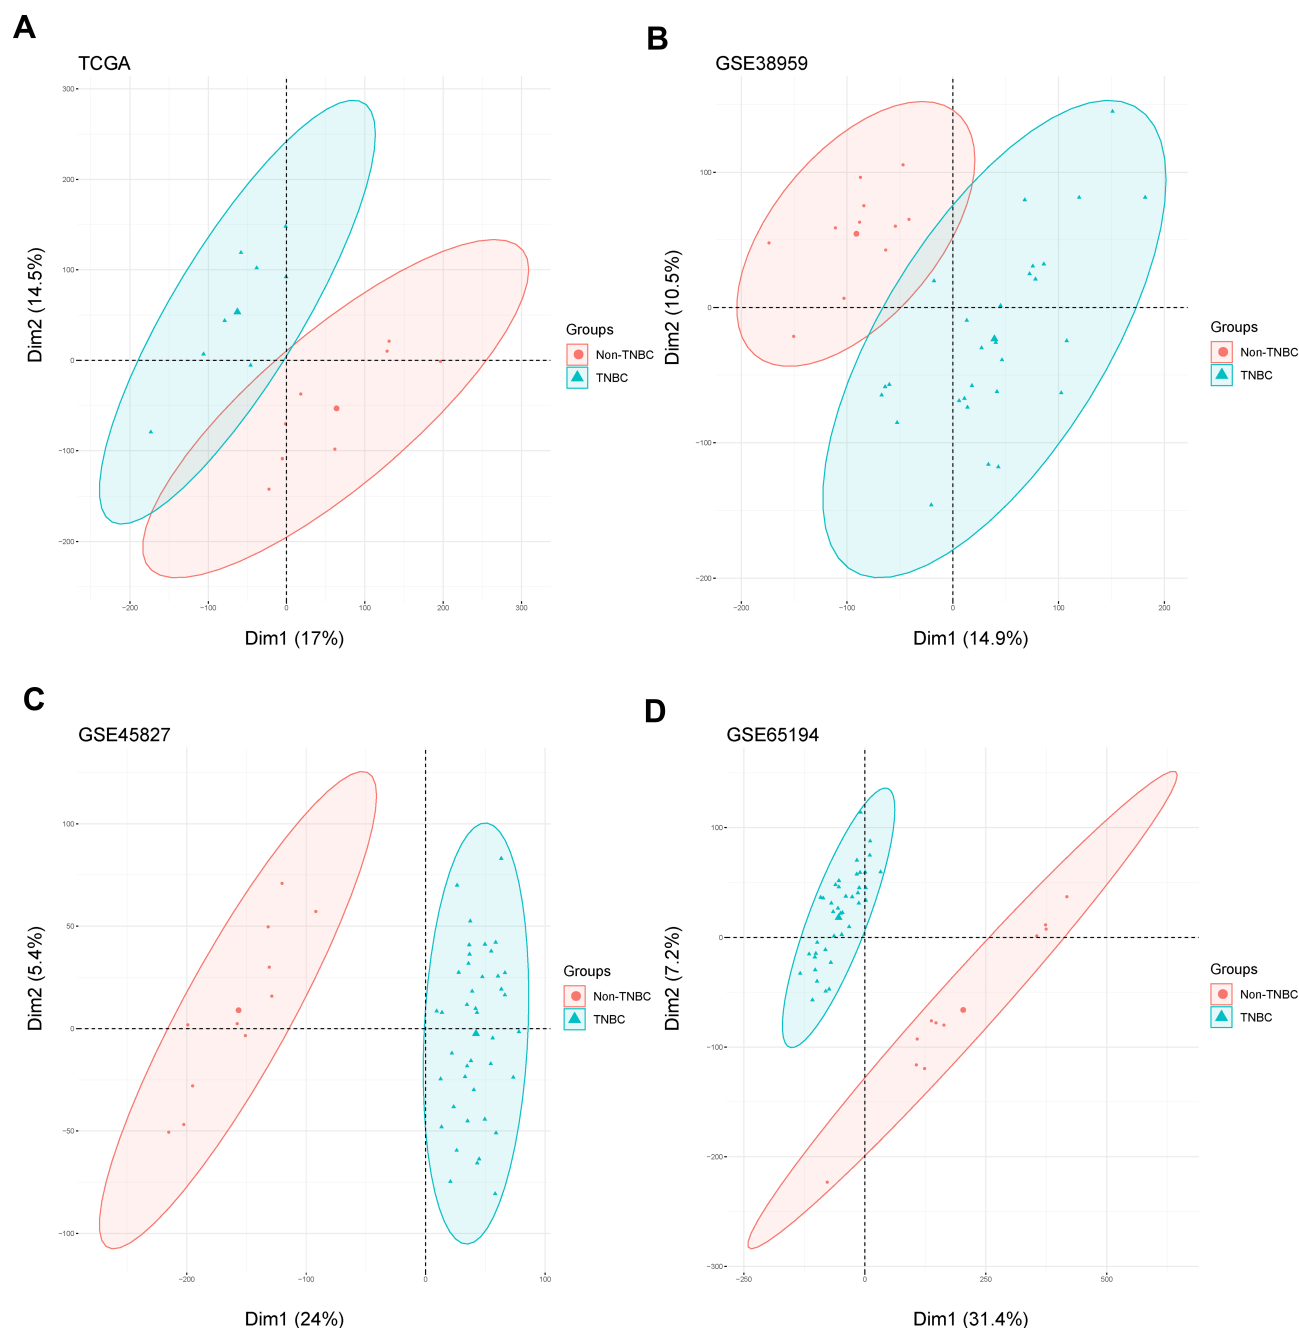 A
TCGA
300
200
100
0
−100
−200
−200
−100
0
100
200
300
Dim2 (14.5%)
Dim1 (17%)
Groups
Non-TNBC
TNBC
B
GSE38959
100
0
−100
−200
−200
−100
0
100
200
Dim2 (10.5%)
Dim1 (14.9%)
Groups
Non-TNBC
TNBC
C
GSE45827
100
50
0
−50
−100
−200
−100
0
100
Dim2 (5.4%)
Dim1 (24%)
Groups
Non-TNBC
TNBC
D
GSE65194
100
0
−100
−200
−300
−250
0
250
500
Dim2 (7.2%)
Dim1 (31.4%)
Groups
Non-TNBC
TNBC